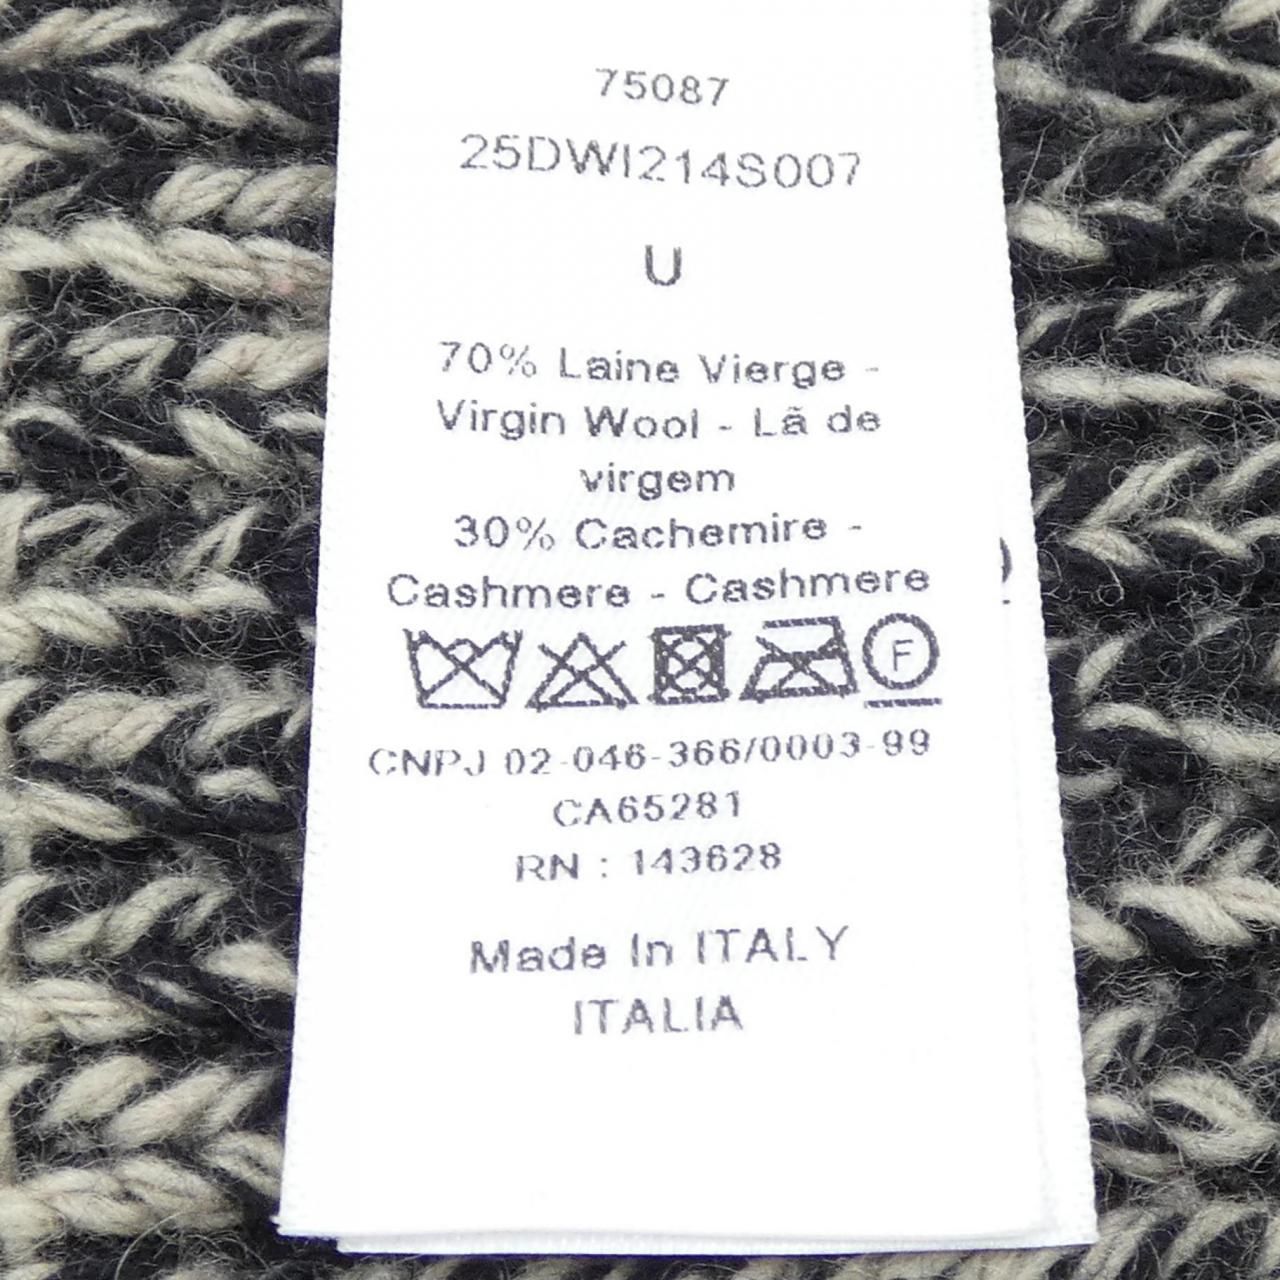 75087
25DWI214S007
U
70% Laine Vierge -
Virgin Wool - Lã de
virgem
30% Cachemire -
Cashmere - Cashmere
F
CNPJ 02-046-366/0003-99
CA65281
RN : 143628
Made In ITALY
ITALIA